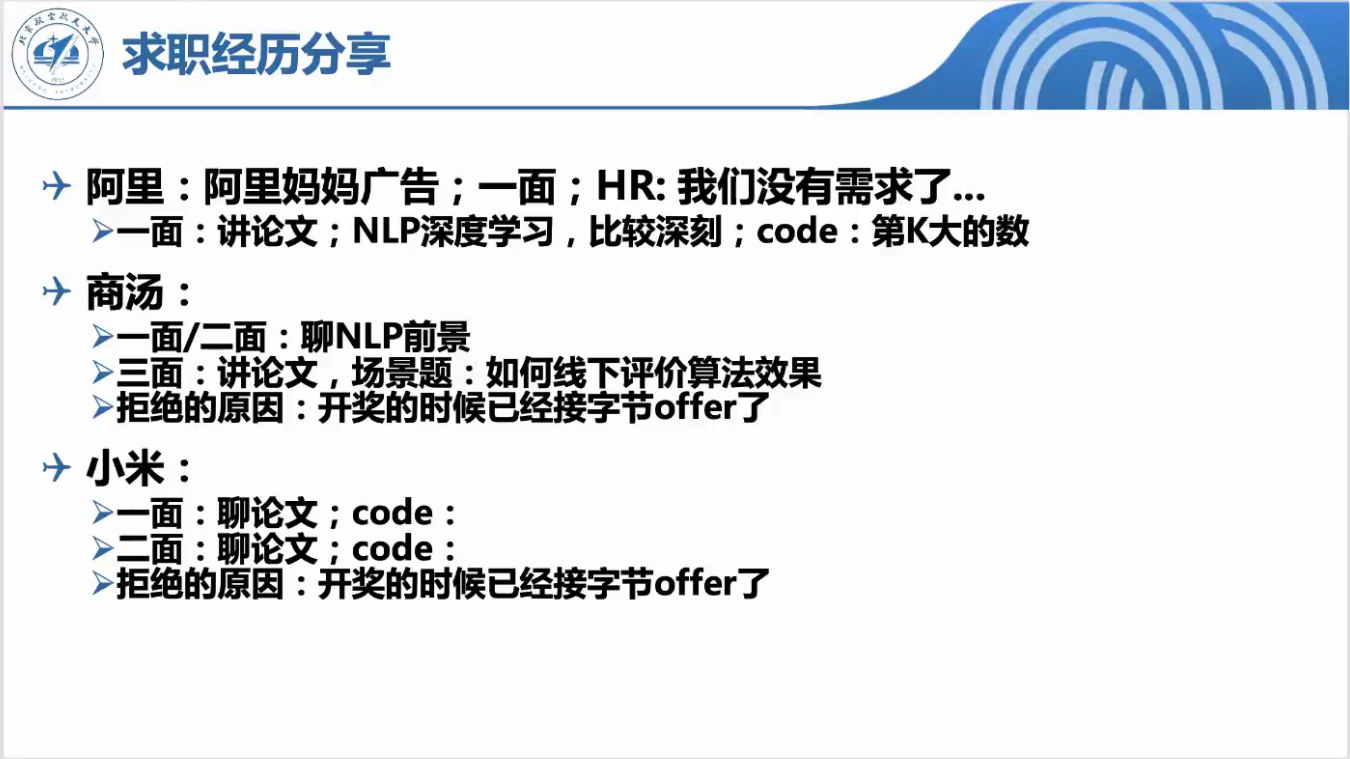 北京航空航天大学
求职经历分享
阿里：阿里妈妈广告；一面；HR: 我们没有需求了...
一面：讲论文；NLP深度学习，比较深刻；code：第K大的数
商汤：
一面/二面：聊NLP前景
三面：讲论文，场景题：如何线下评价算法效果
拒绝的原因：开奖的时候已经接字节offer了
小米：
一面：聊论文；code：
二面：聊论文；code：
拒绝的原因：开奖的时候已经接字节offer了